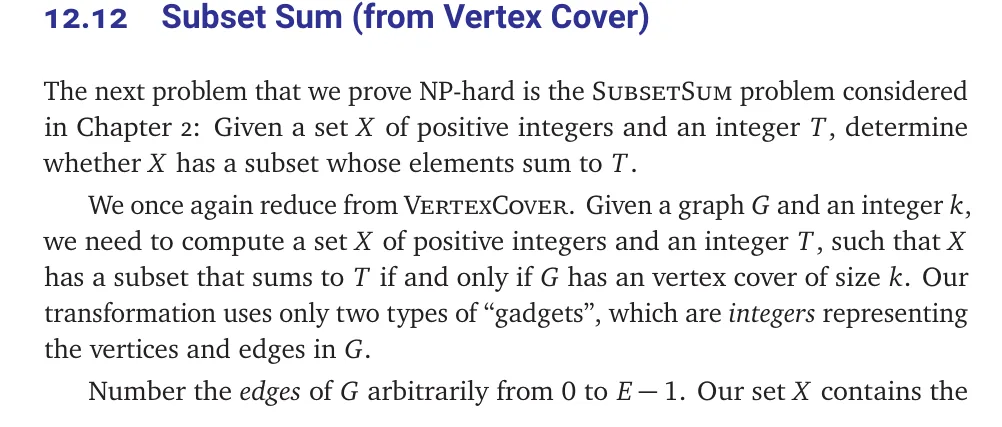 12.12 Subset Sum (from Vertex Cover)
The next problem that we prove NP-hard is the SUBSETSUM problem considered
in Chapter 2: Given a set X of positive integers and an integer T, determine
whether X has a subset whose elements sum to T.
We once again reduce from VERTEXCOVER. Given a graph G and an integer k,
we need to compute a set X of positive integers and an integer T, such that X
has a subset that sums to T if and only if G has an vertex cover of size k. Our
transformation uses only two types of “gadgets”, which are integers representing
the vertices and edges in G.
Number the edges of G arbitrarily from 0 to E − 1. Our set X contains the